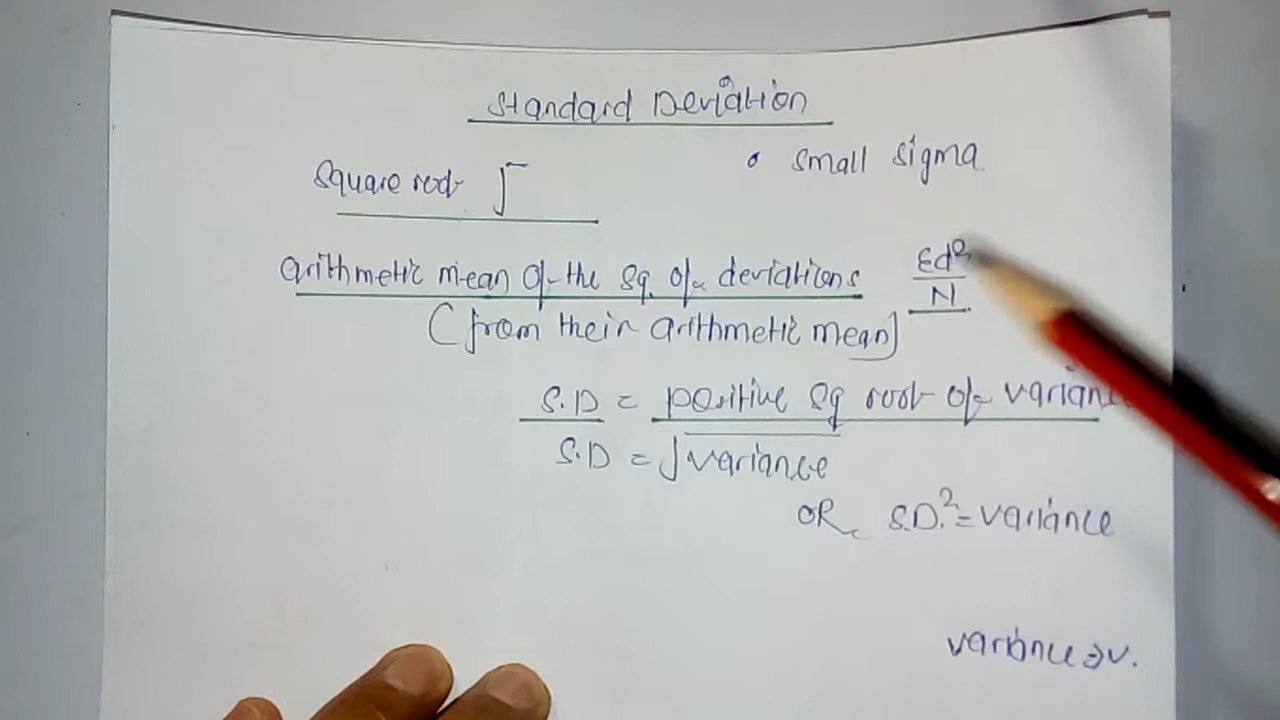 Standard Deviation
σ small sigma
Square root √
arithmetic mean of the sq. of deviations Σd²/N
(from their arithmetic mean)
S.D = positive sq root of
S.D = √variance
OR S.D.² = variance
variance ⇒ v.